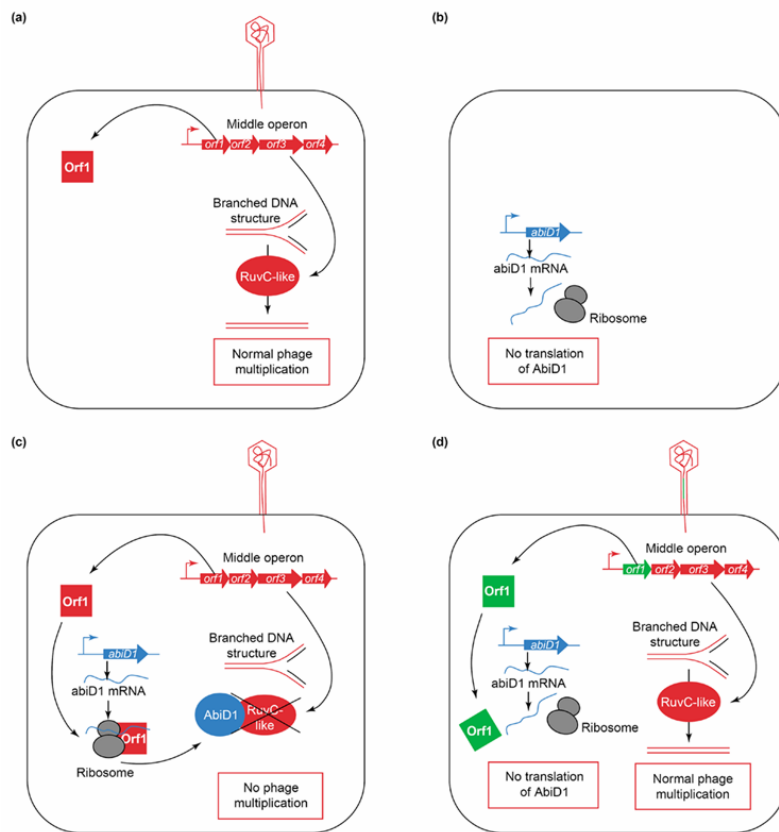 (a)
Middle operon
orf1 orf2 orf3 orf4
Orf1
Branched DNA
structure
RuvC-like
Normal phage
multiplication
(b)
abiD1
abiD1 mRNA
Ribosome
No translation
of AbiD1
(c)
Middle operon
orf1 orf2 orf3 orf4
Orf1
abiD1
abiD1 mRNA
Orf1
Ribosome
Branched DNA
structure
AbiD1
RuvC-
like
No phage
multiplication
(d)
Middle operon
orf1 orf2 orf3 orf4
Orf1
abiD1
abiD1 mRNA
Orf1
Ribosome
No translation
of AbiD1
Branched DNA
structure
RuvC-like
Normal phage
multiplication